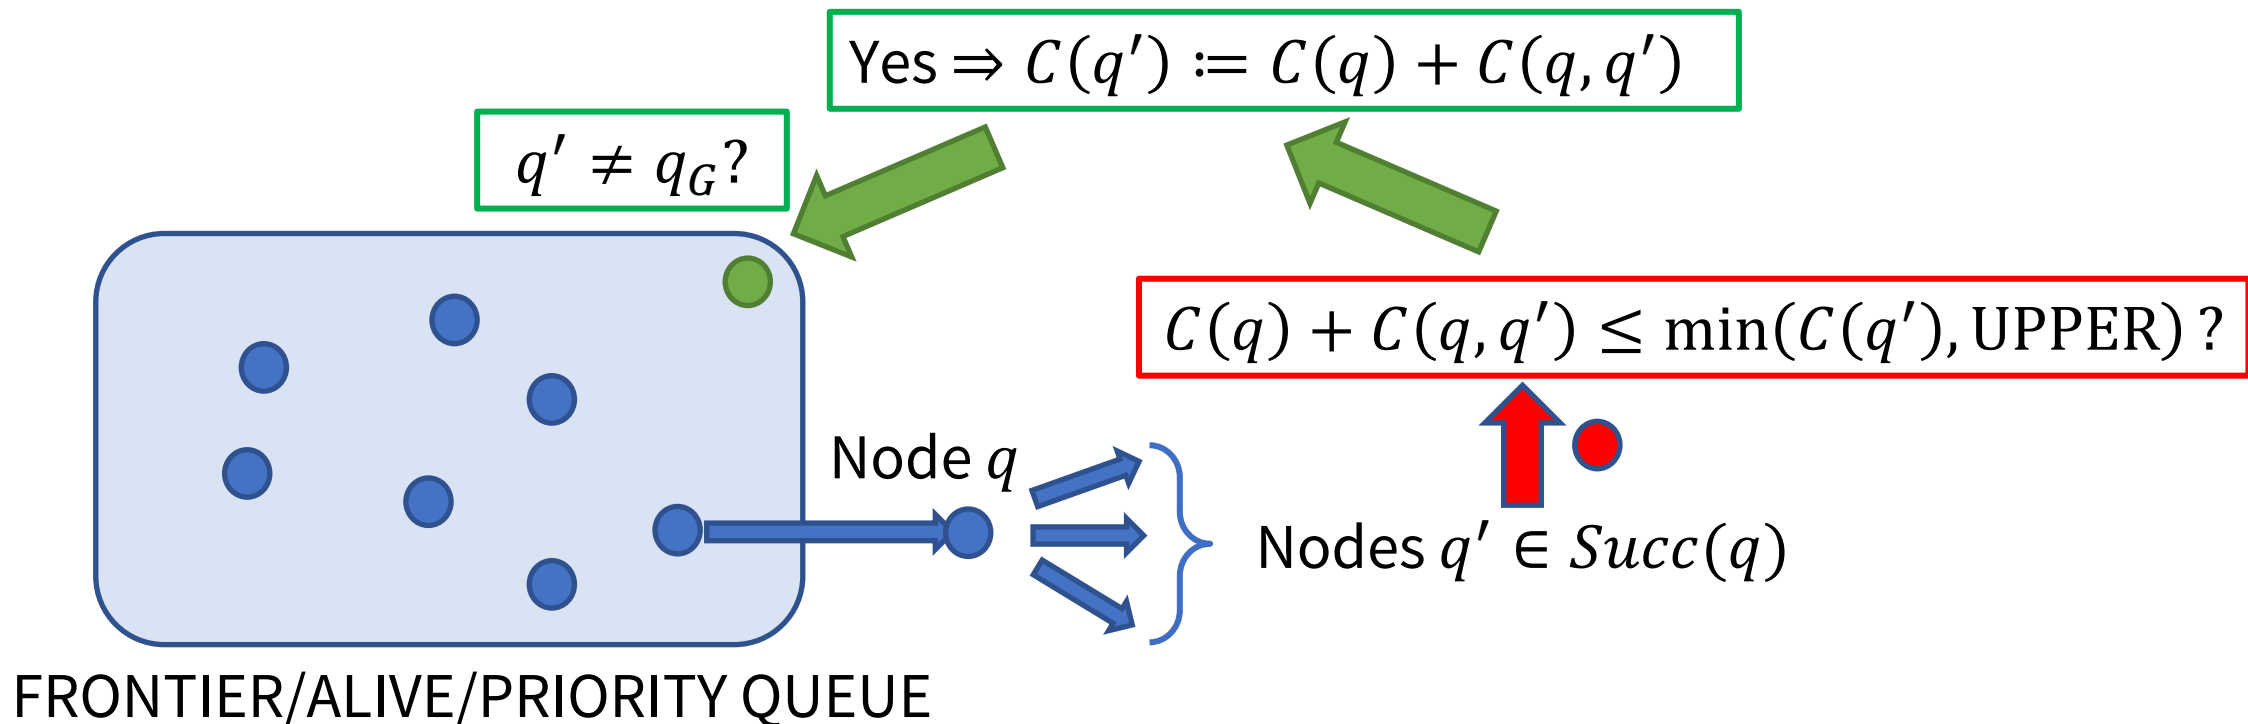 Yes ⇒ C(q′) ≔ C(q) + C(q, q′)
q′ ≠ q_G?
C(q) + C(q, q′) ≤ min(C(q′), UPPER) ?
Node q
Nodes q′ ∈ Succ(q)
FRONTIER/ALIVE/PRIORITY QUEUE